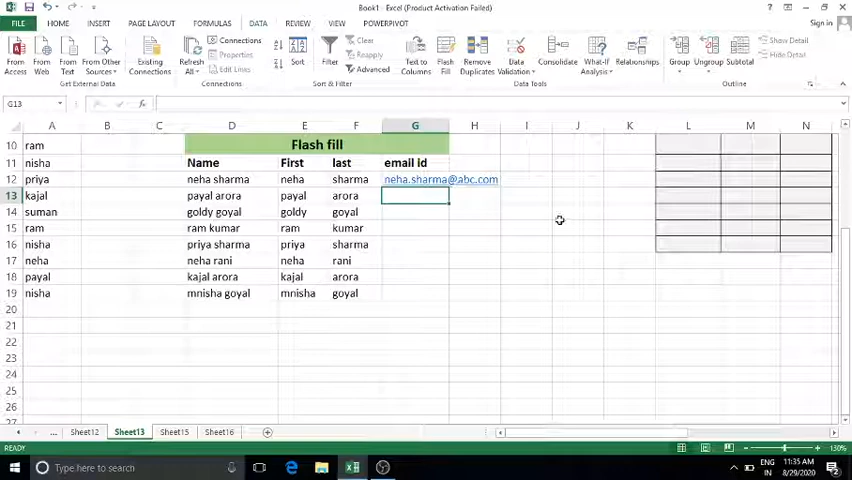 Book1 - Excel (Product Activation Failed)
FILE HOME INSERT PAGE LAYOUT FORMULAS DATA REVIEW VIEW POWERPIVOT Sign in
From Access From Web From Text From Other Sources Existing Connections Refresh All Connections Properties Edit Links Sort Filter Clear Reapply Advanced Text to Columns Flash Fill Remove Duplicates Data Validation Consolidate What-If Analysis Relationships Group Ungroup Subtotal Show Detail Hide Detail
Get External Data Connections Sort & Filter Data Tools Outline
G13 fx
A B C D E F G H I J K L M N
10 ram Flash fill
11 nisha Name First last email id
12 priya neha sharma neha sharma neha.sharma@abc.com
13 kajal payal arora payal arora
14 suman goldy goyal goldy goyal
15 ram ram kumar ram kumar
16 nisha priya sharma priya sharma
17 neha neha rani neha rani
18 payal kajal arora kajal arora
19 nisha mnisha goyal mnisha goyal
20
21
22
23
24
25
26
27
... Sheet12 Sheet13 Sheet15 Sheet16
READY 130%
Type here to search ENG 11:35 AM
IN 8/29/2020 2